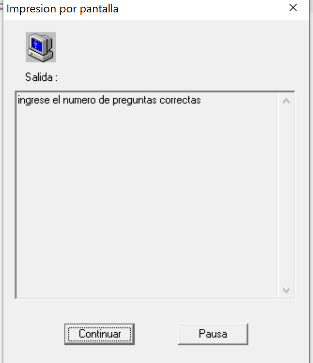 Impresion por pantalla
Salida :
ingrese el numero de preguntas correctas
Continuar
Pausa